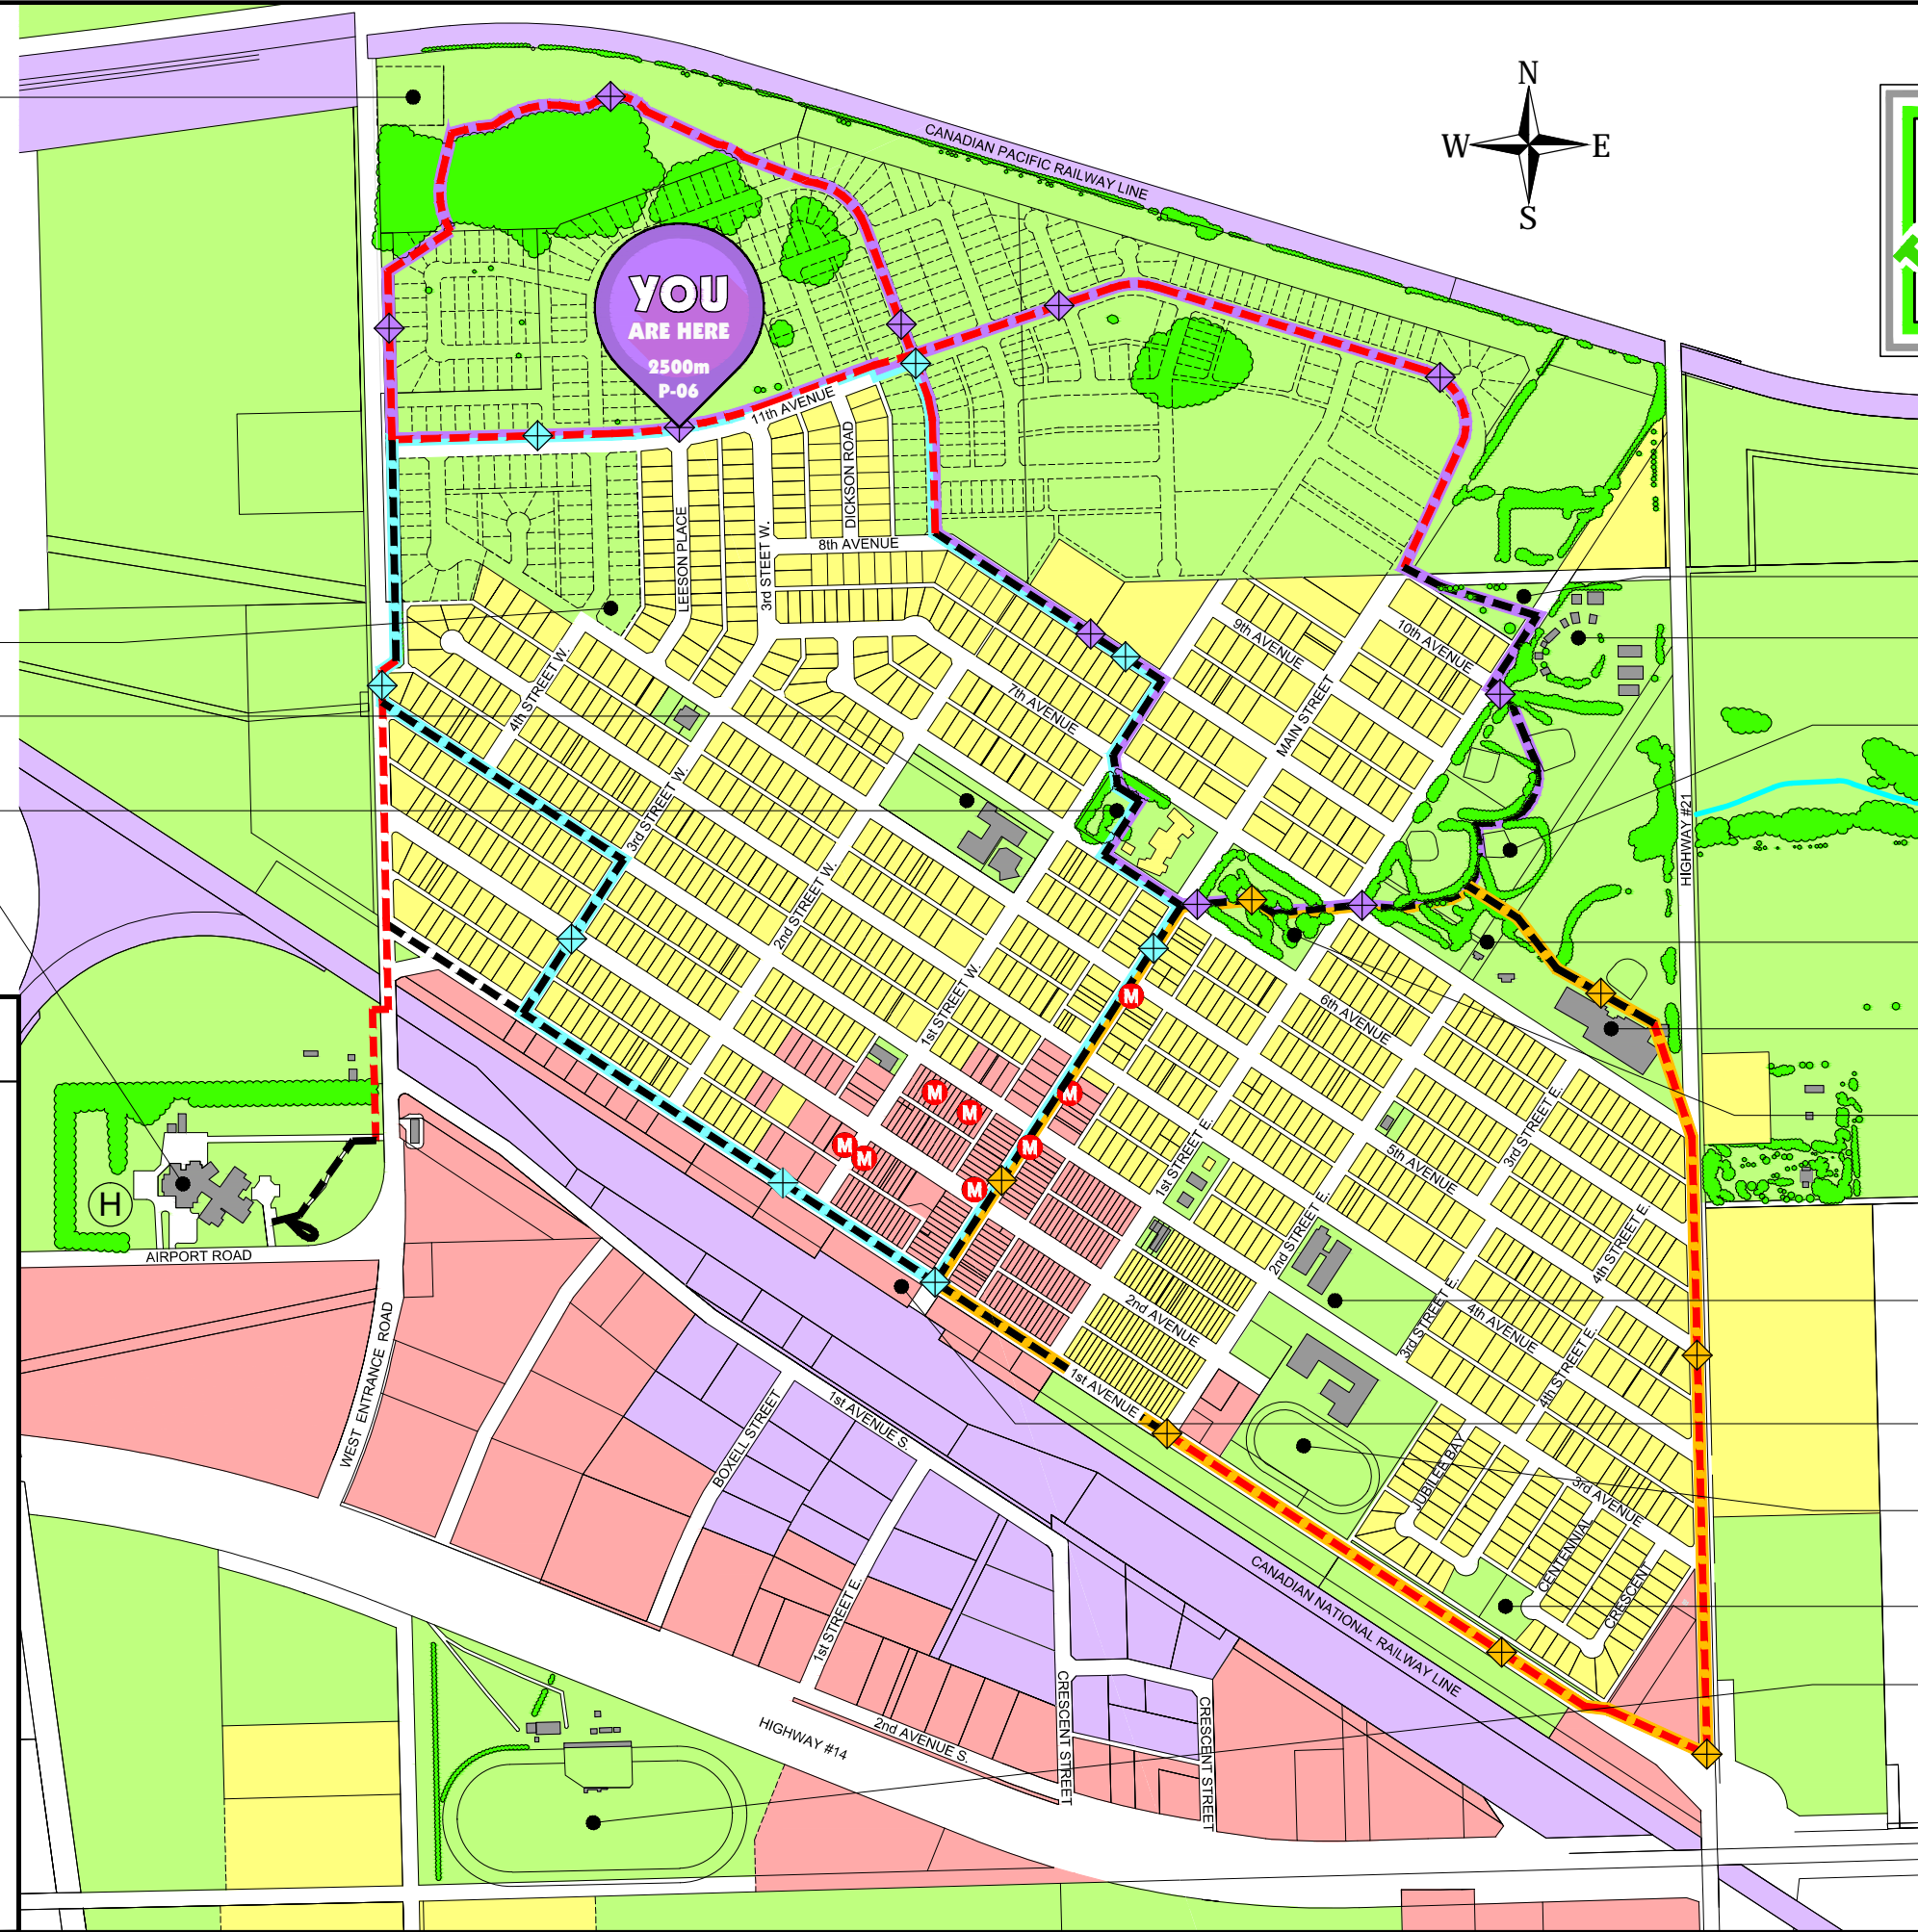 N
W E
S
CANADIAN PACIFIC RAILWAY LINE
YOU
ARE HERE
2500m
P-06
11th AVENUE
DICKSON ROAD
LEESON PLACE
3rd STEET W.
8th AVENUE
9th AVENUE
10th AVENUE
7th AVENUE
MAIN STREET
4th STREET W.
3rd STREET W.
2nd STREET W.
1st STREET W.
HIGHWAY #21
M
6th AVENUE
M
M
M
M
M
M
M
5th AVENUE
1st STREET E.
2nd STREET E.
3rd STREET E.
4th STREET E.
H
AIRPORT ROAD
WEST ENTRANCE ROAD
2nd AVENUE
1st AVENUE
4th AVENUE
3rd STREET E.
4th STREET E.
3rd AVENUE
JUBILEE BAY
CENTENNIAL
CRESCENT
BOXELL STREET
1st AVENUE S.
1st STREET E.
CANADIAN NATIONAL RAILWAY LINE
CRESCENT STREET
CRESCENT STREET
2nd AVENUE S.
HIGHWAY #14